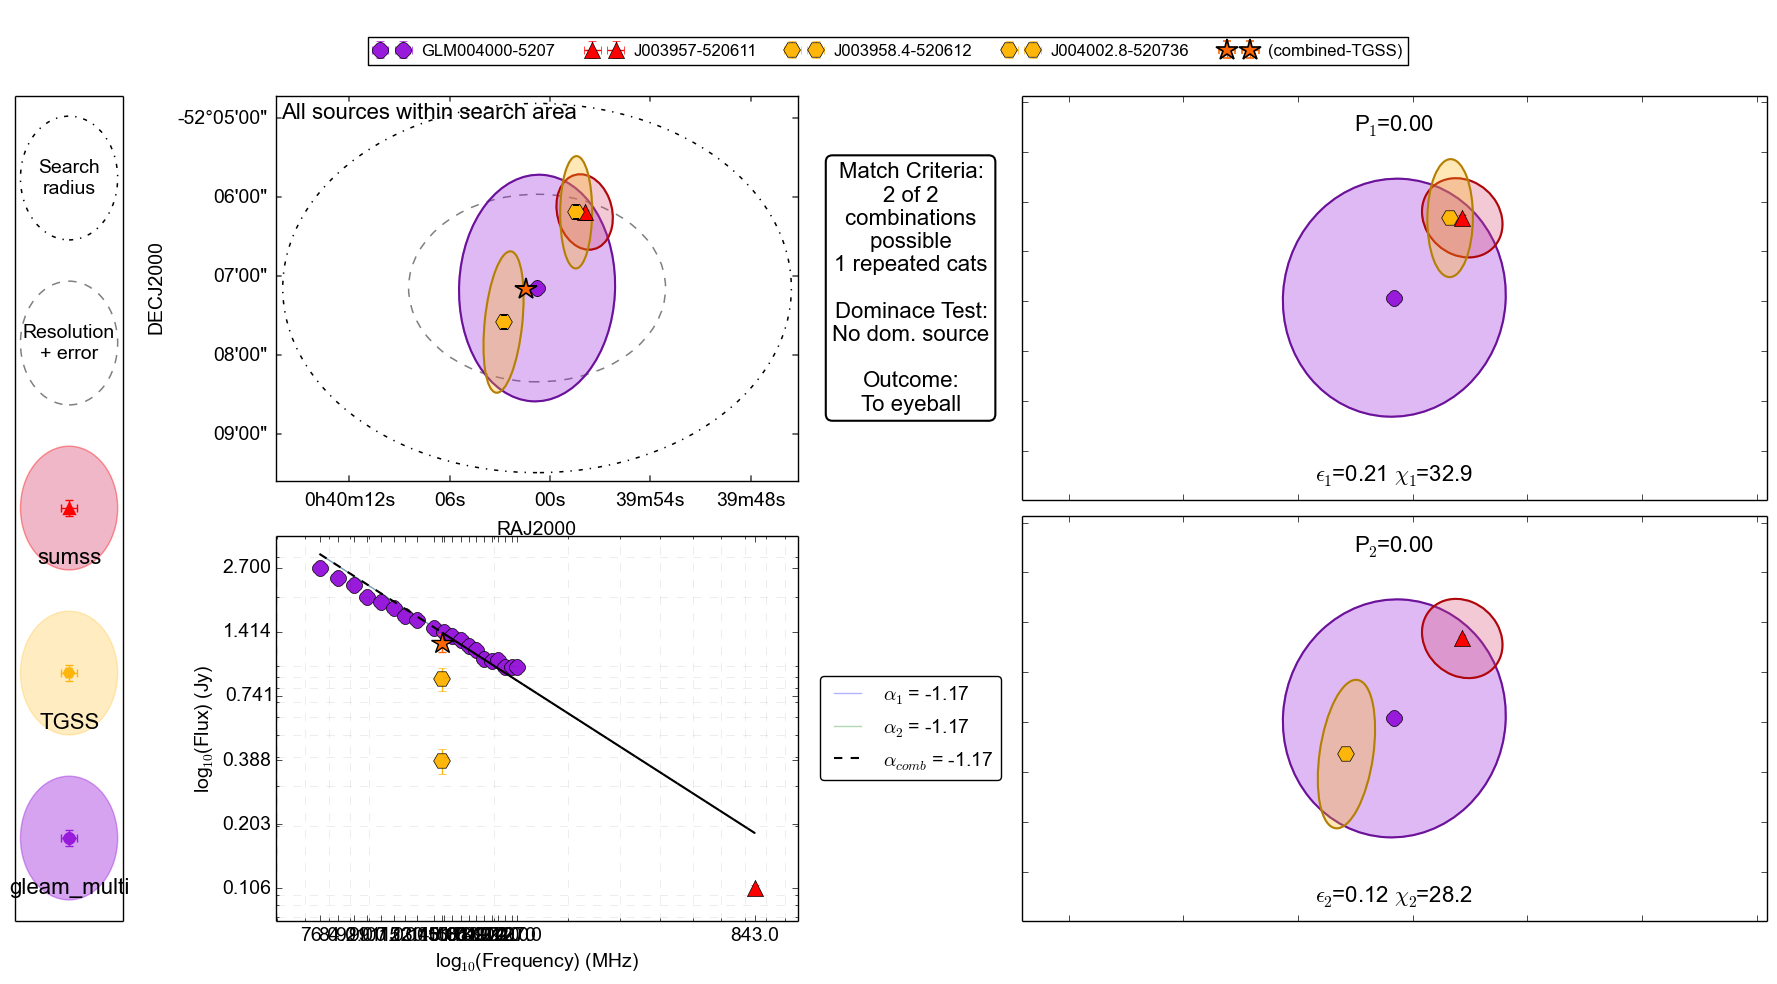 GLM004000-5207 J003957-520611 J003958.4-520612 J004002.8-520736 (combined-TGSS)
Search
radius
Resolution
+ error
sumss
TGSS
gleam_multi
All sources within search area
DECJ2000
-52°05'00"
06'00"
07'00"
08'00"
09'00"
0h40m12s 06s 00s 39m54s 39m48s
RAJ2000
Match Criteria:
2 of 2
combinations
possible
1 repeated cats
Dominace Test:
No dom. source
Outcome:
To eyeball
P1=0.00
ϵ1=0.21 χ1=32.9
log10(Flux) (Jy)
2.700
1.414
0.741
0.388
0.203
0.106
843.0
log10(Frequency) (MHz)
α1 = -1.17
α2 = -1.17
αcomb = -1.17
P2=0.00
ϵ2=0.12 χ2=28.2